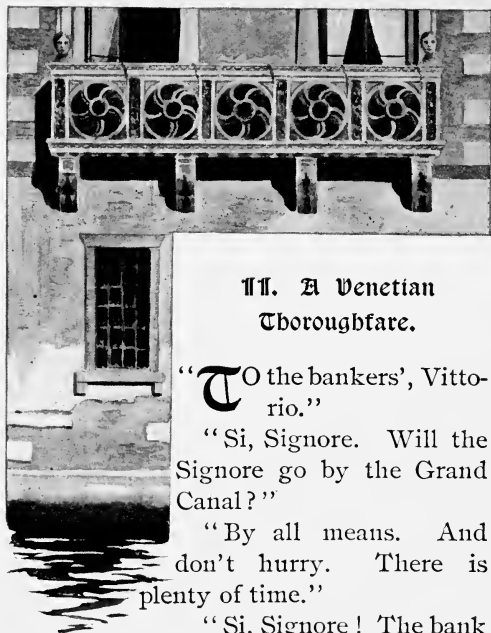 II. A Venetian
Thoroughfare.
“TO the bankers', Vitto-
rio.”
“Si, Signore. Will the
Signore go by the Grand
Canal?”
“By all means. And
don't hurry. There is
plenty of time.”
“Si, Signore! The bank